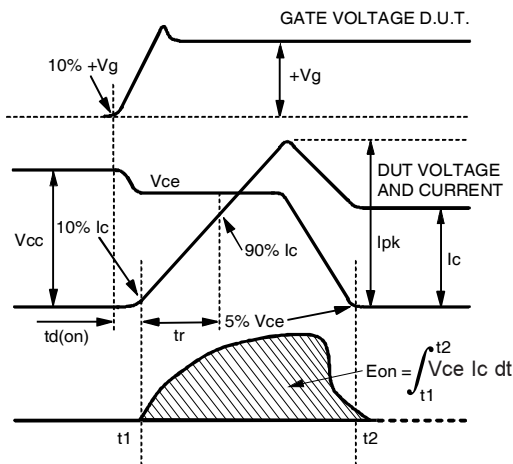 GATE VOLTAGE D.U.T.
10% +Vg
+Vg
Vce
DUT VOLTAGE
AND CURRENT
Vcc
10% Ic
90% Ic
Ipk
Ic
td(on)
tr
5% Vce
Eon = ∫ Vce Ic dt
t2
t1
t1
t2